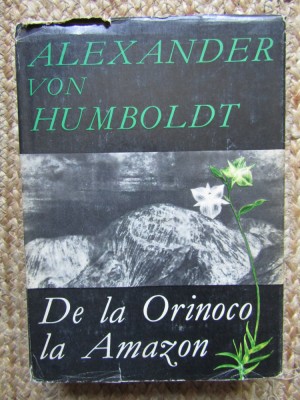 ALEXANDER
VON
HUMBOLDT
De la Orinoco
la Amazon